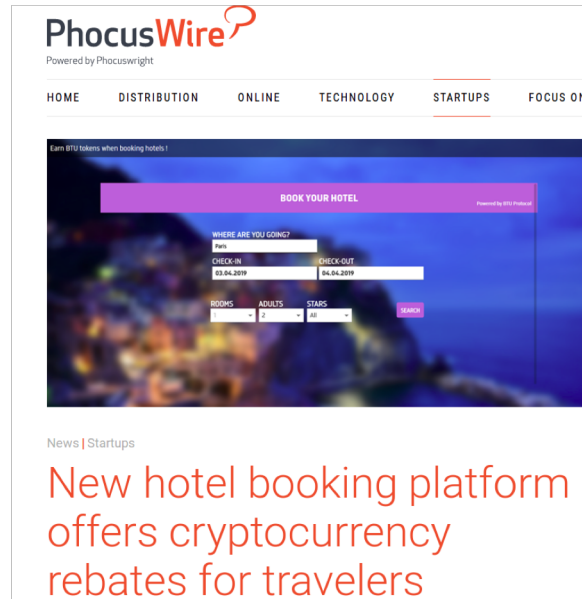 PhocusWire
Powered by Phocuswright
HOME DISTRIBUTION ONLINE TECHNOLOGY STARTUPS FOCUS ON
Earn BTU tokens when booking hotels !
BOOK YOUR HOTEL
Powered by BTU Protocol
WHERE ARE YOU GOING?
Paris
CHECK-IN CHECK-OUT
03.04.2019 04.04.2019
ROOMS ADULTS STARS
1 2 All SEARCH
News | Startups
New hotel booking platform
offers cryptocurrency
rebates for travelers